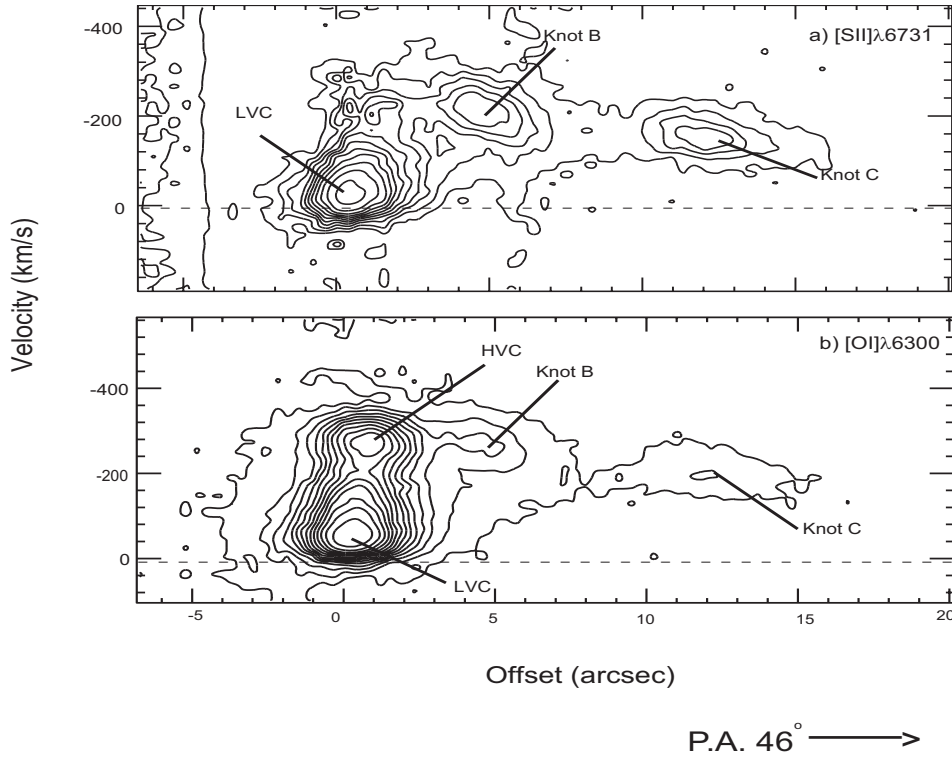 -400
-200
0
LVC
Knot B
Knot C
a) [SII]λ6731
Velocity (km/s)
-400
-200
0
HVC
Knot B
Knot C
LVC
b) [OI]λ6300
-5 0 5 10 15 20
Offset (arcsec)
P.A. 46°